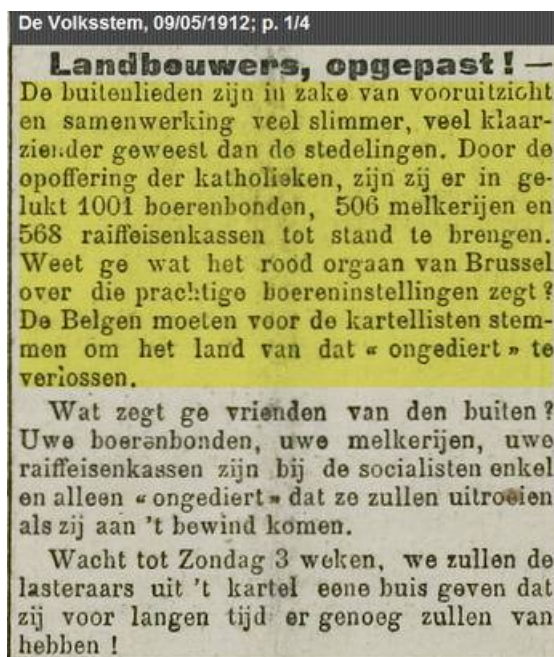 De Volksstem, 09/05/1912; p. 1/4
Landbouwers, opgepast! —
De buitenlieden zijn in zake van vooruitzicht
en samenwerking veel slimmer, veel klaar-
ziender geweest dan de stedelingen. Door de
opoffering der katholieken, zijn zij er in ge-
lukt 1001 boerenbonden, 506 melkerijen en
568 raiffeisenkassen tot stand te brengen.
Weet ge wat het rood orgaan van Brussel
over die prachtige boereninstellingen zegt?
De Belgen moeten voor de kartellisten stem-
men om het land van dat « ongediert » te
verlossen.
Wat zegt ge vrienden van den buiten?
Uwe boerenbonden, uwe melkerijen, uwe
raiffeisenkassen zijn bij de socialisten enkel
en alleen « ongediert » dat ze zullen uitroeien
als zij aan 't bewind komen.
Wacht tot Zondag 3 weken, we zullen de
lasteraars uit 't kartel eene buis geven dat
zij voor langen tijd er genoeg zullen van
hebben !